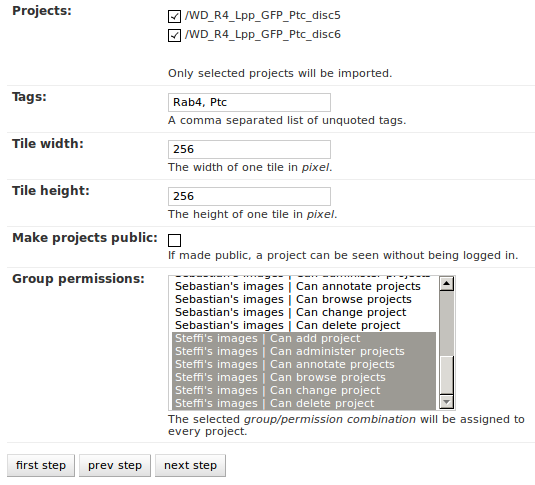 Projects:
/WD_R4_Lpp_GFP_Ptc_disc5
/WD_R4_Lpp_GFP_Ptc_disc6
Only selected projects will be imported.
Tags:
Rab4, Ptc
A comma separated list of unquoted tags.
Tile width:
256
The width of one tile in pixel.
Tile height:
256
The height of one tile in pixel.
Make projects public:
If made public, a project can be seen without being logged in.
Group permissions:
Sebastian's images | Can administer projects
Sebastian's images | Can annotate projects
Sebastian's images | Can browse projects
Sebastian's images | Can change project
Sebastian's images | Can delete project
Steffi's images | Can add project
Steffi's images | Can administer projects
Steffi's images | Can annotate projects
Steffi's images | Can browse projects
Steffi's images | Can change project
Steffi's images | Can delete project
The selected group/permission combination will be assigned to
every project.
first step
prev step
next step